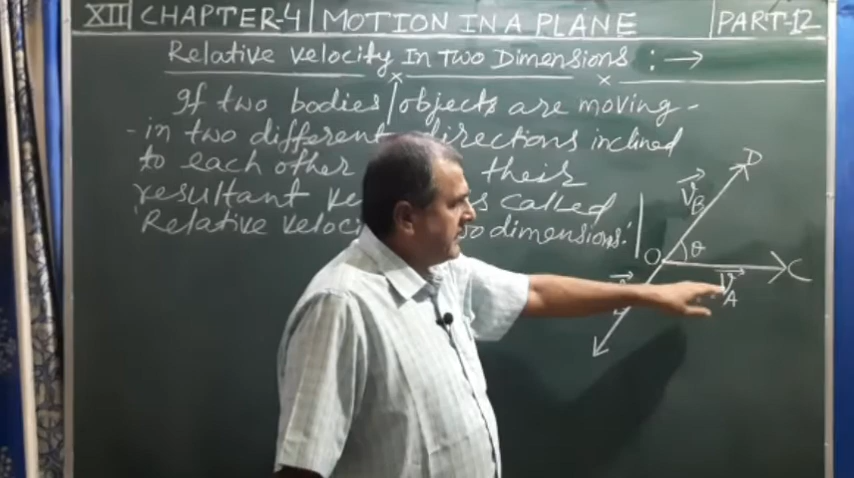 XII CHAPTER-4 MOTION IN A PLANE PART-12
Relative velocity In Two Dimensions : →
If two bodies/objects are moving -
- in two different directions inclined
to each other their
resultant called
'Relative dimensions.'
D
V⃗B
θ
O
C
V⃗A